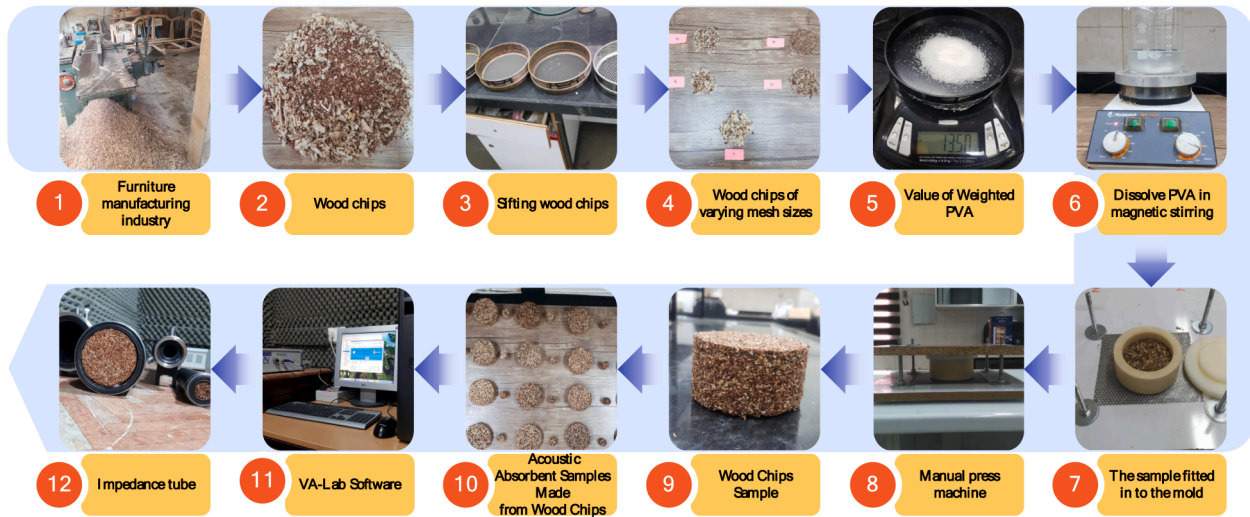 1
Furniture
manufacturing
industry
2
Wood chips
3
Sifting wood chips
4
Wood chips of
varying mesh sizes
5
Value of Weighted
PVA
6
Dissolve PVA in
magnetic stirring
1350
7
The sample fitted
in to the mold
8
Manual press
machine
9
Wood Chips
Sample
10
Acoustic
Absorbent Samples
Made
from Wood Chips
11
VA-Lab Software
12
Impedance tube